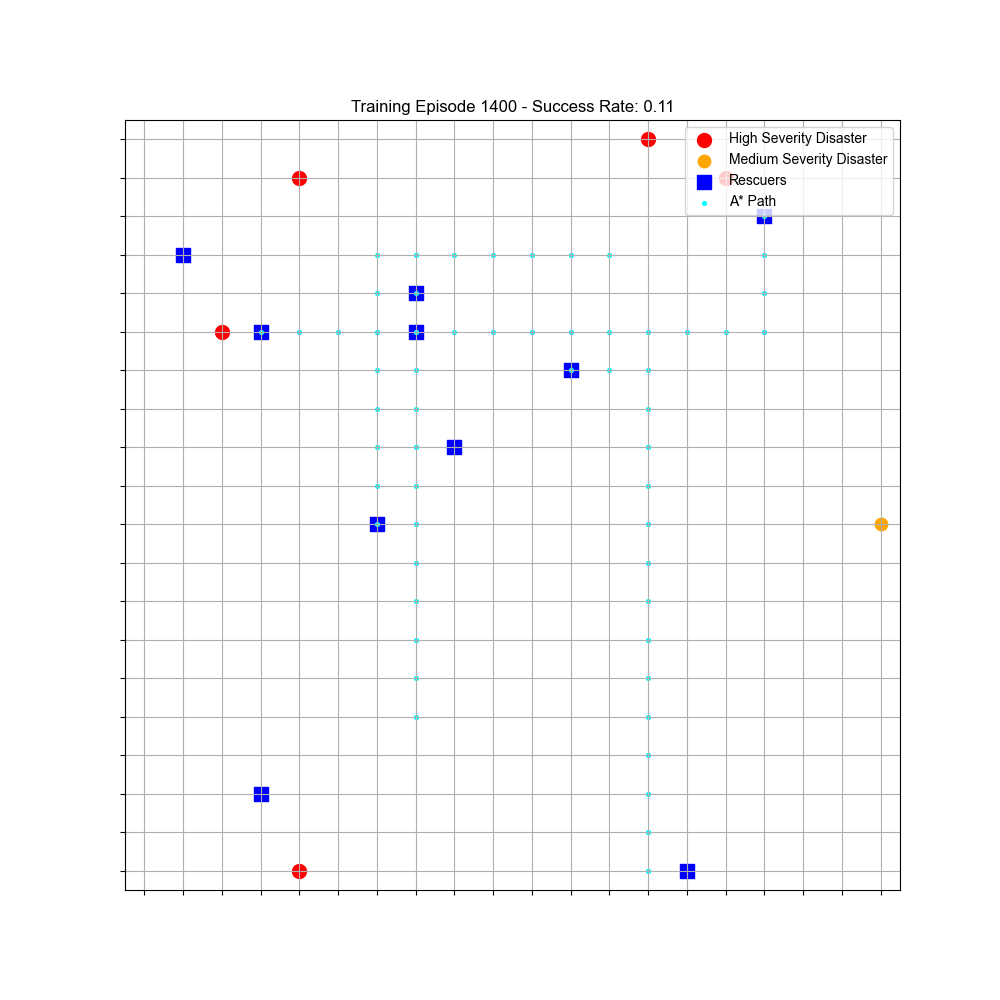 Training Episode 1400 - Success Rate: 0.11
High Severity Disaster
Medium Severity Disaster
Rescuers
A* Path